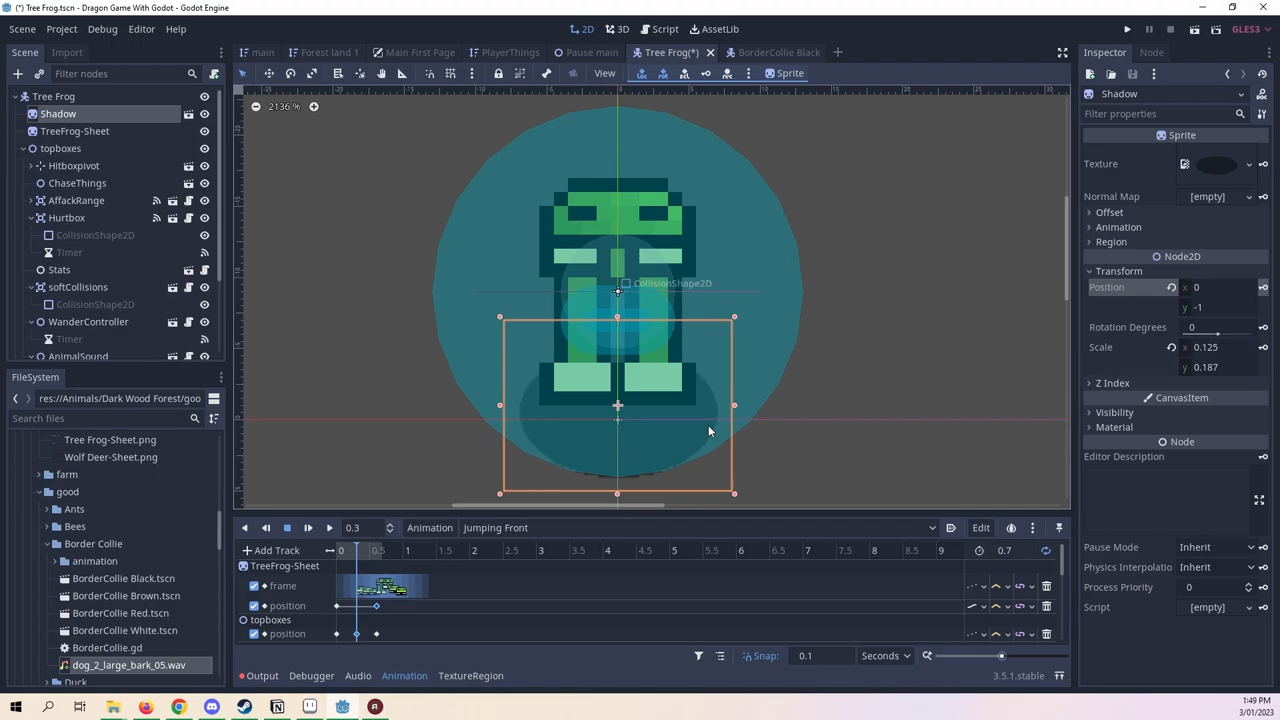 (*) Tree Frog.tscn - Dragon Game With Godot - Godot Engine
Scene Project Debug Editor Help
2D 3D Script AssetLib
GLES3
Scene Import
main Forest land 1 Main First Page PlayerThings Pause main Tree Frog(*) BorderCollie Black
Inspector Node
Filter nodes
View Sprite
2136 %
Tree Frog
Shadow
TreeFrog-Sheet
topboxes
Hitboxpivot
ChaseThings
AttackRange
Hurtbox
CollisionShape2D
Timer
Stats
softCollisions
CollisionShape2D
WanderController
Timer
AnimalSound
CollisionShape2D
Shadow
Filter properties
Sprite
Texture
Normal Map [empty]
Offset
Animation
Region
Node2D
Transform
Position x 0
y -1
Rotation Degrees 0
Scale x 0.125
y 0.187
Z Index
CanvasItem
Visibility
Material
Node
Editor Description
Pause Mode Inherit
Physics Interpolatio Inherit
Process Priority 0
Script [empty]
FileSystem
res://Animals/Dark Wood Forest/goo
Search files
Tree Frog-Sheet.png
Wolf Deer-Sheet.png
farm
good
Ants
Bees
Border Collie
animation
BorderCollie Black.tscn
BorderCollie Brown.tscn
BorderCollie Red.tscn
BorderCollie White.tscn
BorderCollie.gd
dog_2_large_bark_05.wav
Duck
0.3 Animation Jumping Front Edit
Add Track 0 0.5 1 1.5 2 2.5 3 3.5 4 4.5 5 5.5 6 6.5 7 7.5 8 8.5 9 0.7
TreeFrog-Sheet
frame
position
topboxes
position
Snap: 0.1 Seconds
Output Debugger Audio Animation TextureRegion
3.5.1.stable
1:49 PM
3/01/2023